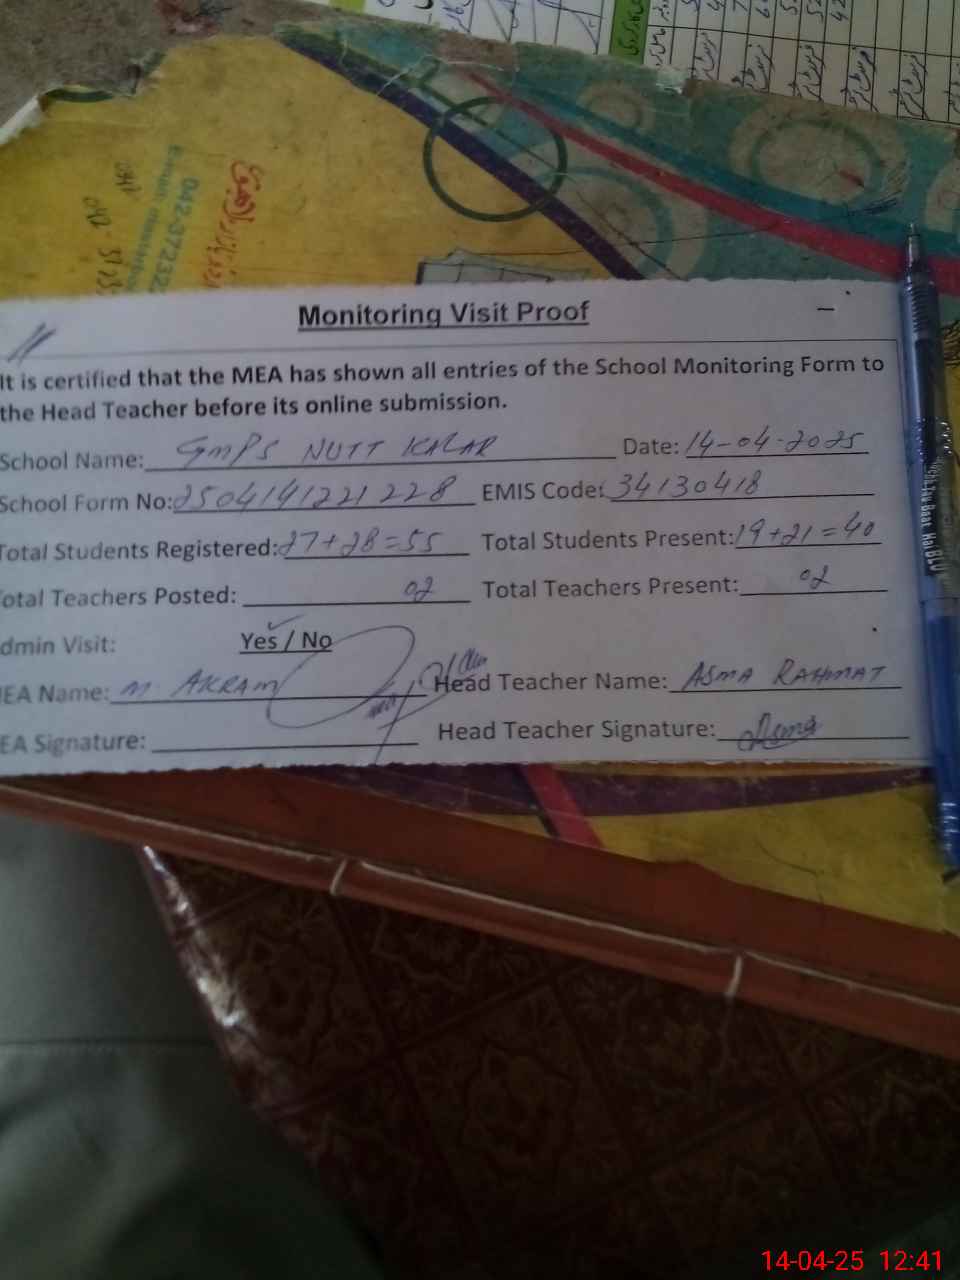 Monitoring Visit Proof
It is certified that the MEA has shown all entries of the School Monitoring Form to
the Head Teacher before its online submission.
School Name: GMPS NUTT KALAR Date: 14-04-2025
School Form No: 2504141221228 EMIS Code: 34130418
Total Students Registered: 27+28=55 Total Students Present: 19+21=40
otal Teachers Posted: 02 Total Teachers Present: 02
dmin Visit: Yes / No
EA Name: M. AKRAM Head Teacher Name: ASMA RAHMAT
EA Signature: Head Teacher Signature: Asma
14-04-25 12:41